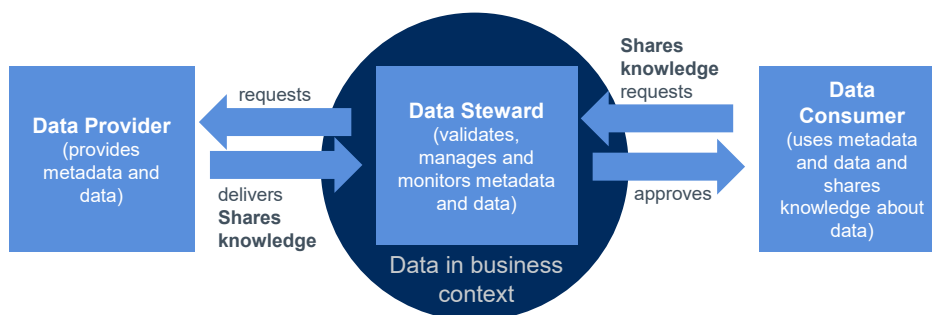 Data Provider
(provides
metadata and
data)
requests
delivers
Shares
knowledge
Data Steward
(validates,
manages and
monitors metadata
and data)
Data in business
context
Shares
knowledge
requests
approves
Data
Consumer
(uses metadata
and data and
shares
knowledge about
data)